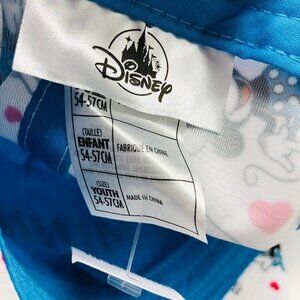 Disney
54-57CM
(TAILLE)
ENFANT
54-57CM
FABRIQUÉ EN CHINE
(SIZE)
YOUTH
54-57CM
MADE IN CHINA